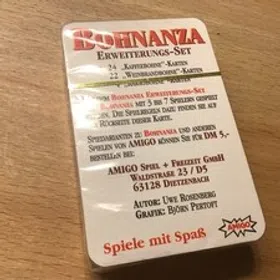 BOHNANZA
ERWEITERUNGS-SET
24 „KAFFEEBOHNE"-KARTEN
22 „WEINBRANDBOHNE"-KARTEN
BOHNANZA ERWEITERUNGS-SET
BOHNANZA MIT 3 BIS 7 SPIELERN GESPIELT
DIE SPIELREGELN DAZU FINDEN SIE AUF
RÜCKSEITE DIESER KARTE.
SPIELVARIANTEN ZU BOHNANZA UND ANDEREN
SPIELEN VON AMIGO KÖNNEN SIE FÜR DM 5,-
BESTELLEN BEI:
AMIGO SPIEL + FREIZEIT GMBH
WALDSTRAßE 23 / D5
63128 DIETZENBACH
AUTOR: UWE ROSENBERG
GRAFIK: BJÖRN PERTOFT
Spiele mit Spaß
AMIGO